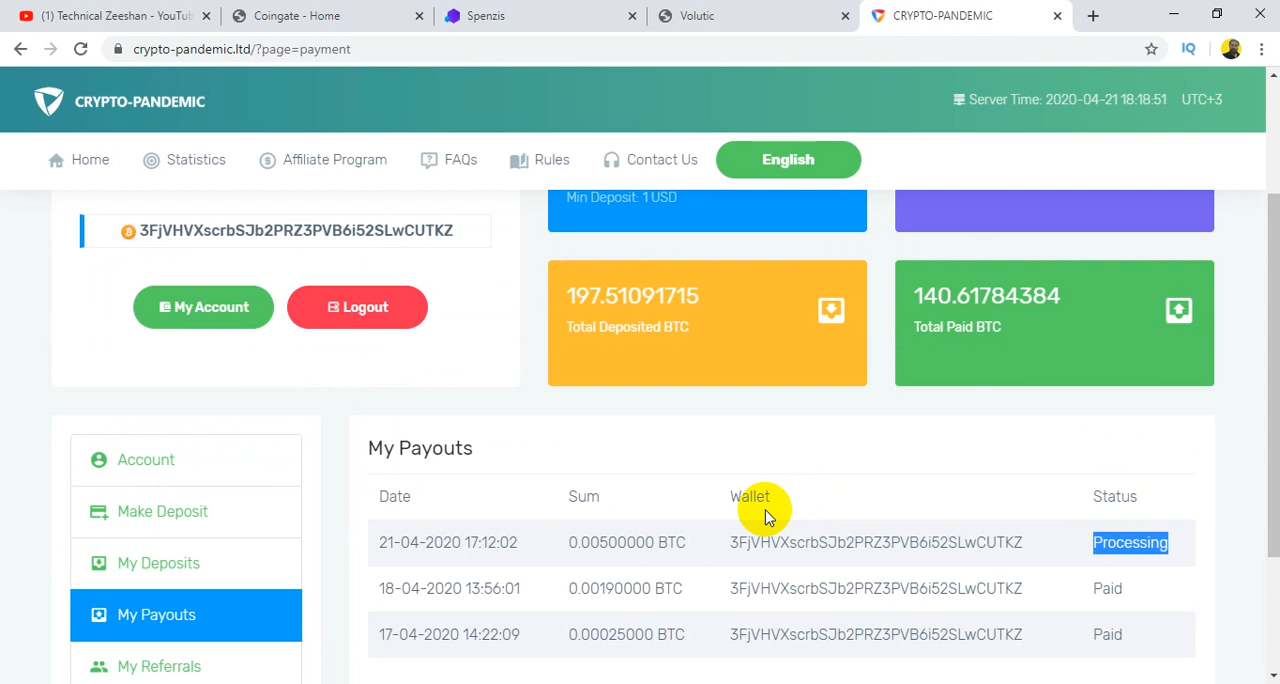 (1) Technical Zeeshan - YouTu
Coingate - Home
Spenzis
Volutic
CRYPTO-PANDEMIC
crypto-pandemic.ltd/?page=payment
IQ
CRYPTO-PANDEMIC
Server Time: 2020-04-21 18:18:51 UTC+3
Home
Statistics
Affiliate Program
FAQs
Rules
Contact Us
English
Min Deposit: 1 USD
3FjVHVXscrbSJb2PRZ3PVB6i52SLwCUTKZ
My Account
Logout
197.51091715
Total Deposited BTC
140.61784384
Total Paid BTC
Account
Make Deposit
My Deposits
My Payouts
My Referrals
My Payouts
Date Sum Wallet Status
21-04-2020 17:12:02 0.00500000 BTC 3FjVHVXscrbSJb2PRZ3PVB6i52SLwCUTKZ Processing
18-04-2020 13:56:01 0.00190000 BTC 3FjVHVXscrbSJb2PRZ3PVB6i52SLwCUTKZ Paid
17-04-2020 14:22:09 0.00025000 BTC 3FjVHVXscrbSJb2PRZ3PVB6i52SLwCUTKZ Paid